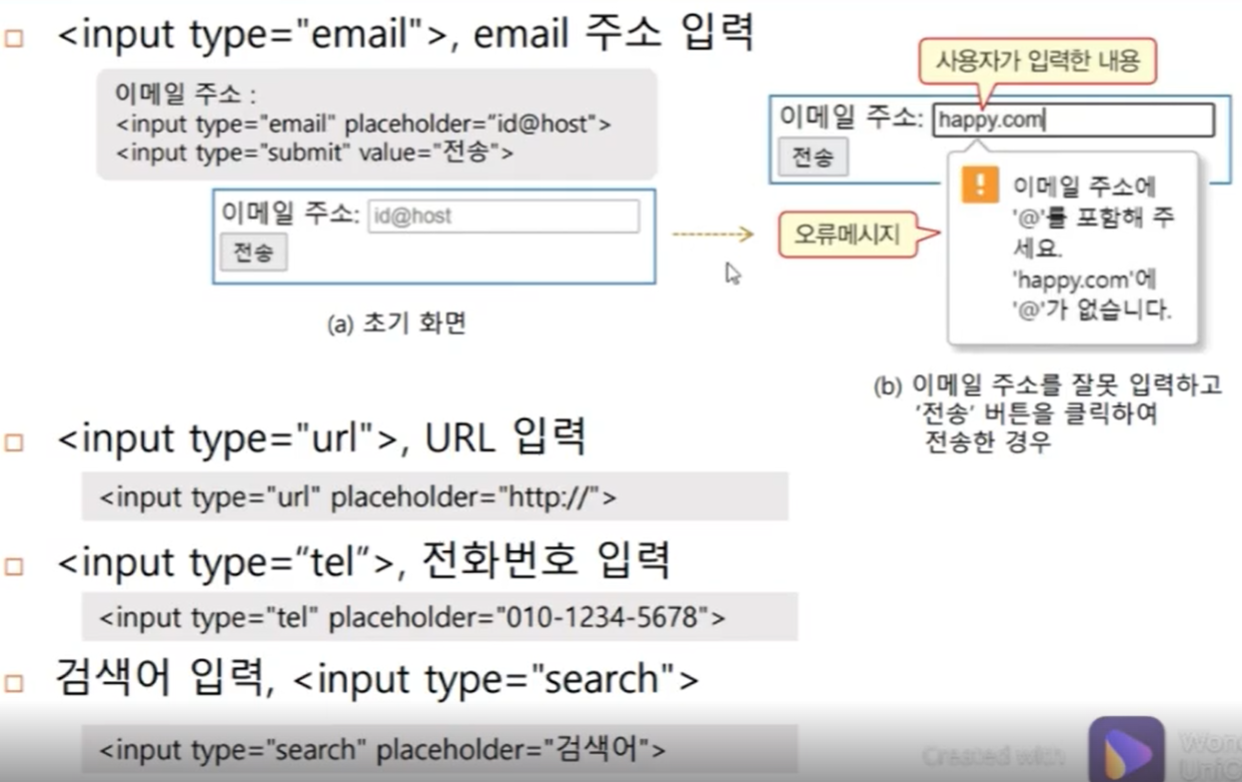 <input type="email">, email 주소 입력
이메일 주소 :
<input type="email" placeholder="id@host">
<input type="submit" value="전송">
이메일 주소: id@host
전송
(a) 초기 화면
사용자가 입력한 내용
이메일 주소: happy.com
전송
! 이메일 주소에
'@'를 포함해 주
세요.
'happy.com'에
'@'가 없습니다.
오류메시지
(b) 이메일 주소를 잘못 입력하고
'전송' 버튼을 클릭하여
전송한 경우
<input type="url">, URL 입력
<input type="url" placeholder="http://">
<input type=“tel”>, 전화번호 입력
<input type="tel" placeholder="010-1234-5678">
검색어 입력, <input type="search">
<input type="search" placeholder="검색어">
Created with